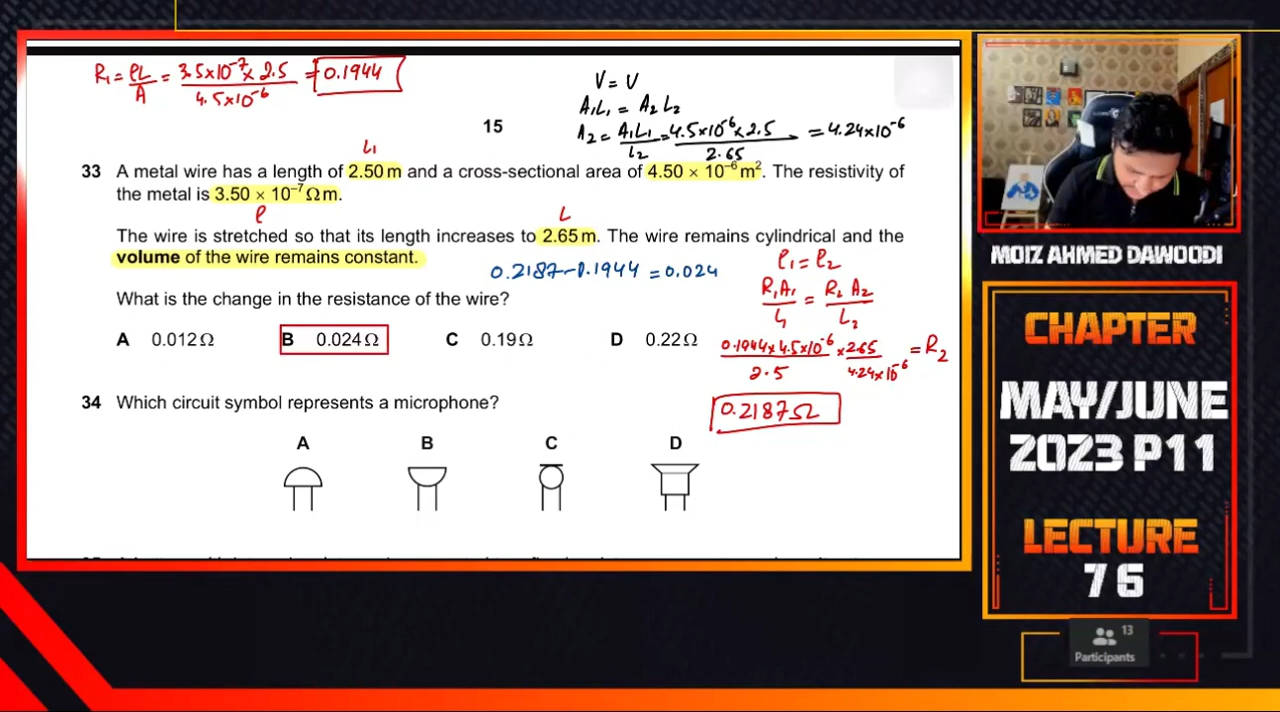 R₁ = ρL/A = 3.5×10⁻⁷ × 2.5 / 4.5×10⁻⁶ = 0.1944
V = V
A₁L₁ = A₂L₂
A₂ = A₁L₁/L₂ = 4.5×10⁻⁶ × 2.5 / 2.65 = 4.24×10⁻⁶
15
L₁
33 A metal wire has a length of 2.50 m and a cross-sectional area of 4.50 × 10⁻⁶ m². The resistivity of
the metal is 3.50 × 10⁻⁷ Ω m.
ρ
L
The wire is stretched so that its length increases to 2.65 m. The wire remains cylindrical and the
volume of the wire remains constant.
0.2187 - 0.1944 = 0.024
ρ₁ = ρ₂
R₁A₁/L₁ = R₂A₂/L₂
What is the change in the resistance of the wire?
A 0.012 Ω B 0.024 Ω C 0.19 Ω D 0.22 Ω
0.1944 × 4.5×10⁻⁶ / 2.5 × 2.65 / 4.24×10⁻⁶ = R₂
0.2187 Ω
34 Which circuit symbol represents a microphone?
A B C D
MOIZ AHMED DAWOODI
CHAPTER
MAY/JUNE
2023 P11
LECTURE
76
13
Participants